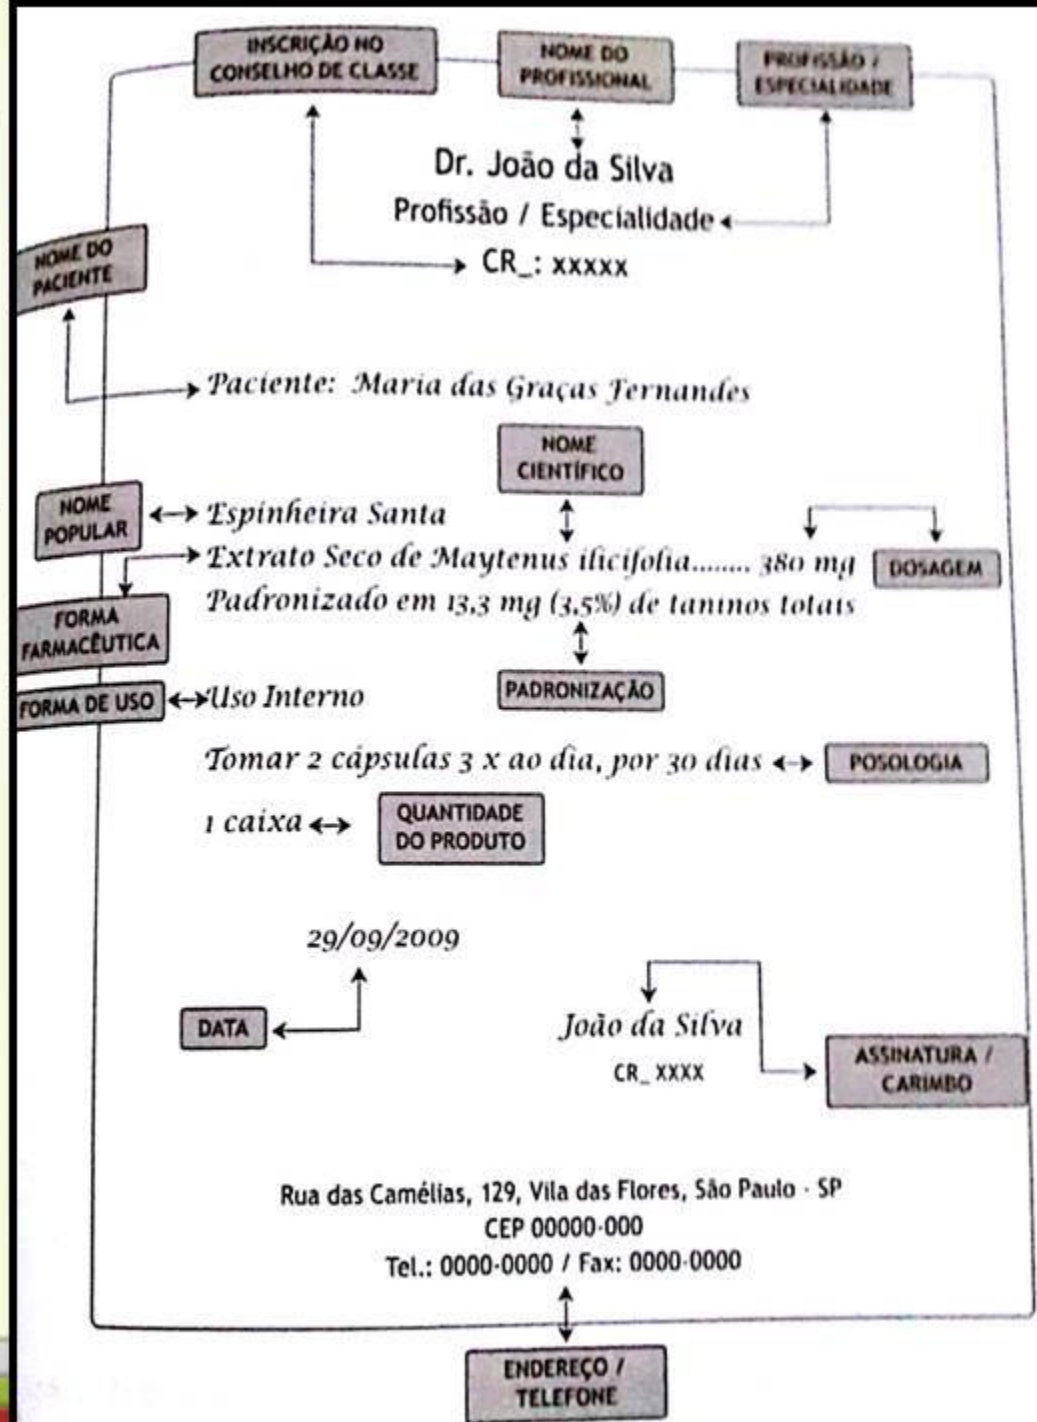 INSCRIÇÃO NO
CONSELHO DE CLASSE
NOME DO
PROFISSIONAL
PROFISSÃO /
ESPECIALIDADE
Dr. João da Silva
Profissão / Especialidade
CR_: xxxxx
NOME DO
PACIENTE
Paciente: Maria das Graças Fernandes
NOME
CIENTÍFICO
NOME
POPULAR
Espinheira Santa
Extrato Seco de Maytenus ilicifolia........ 380 mg
DOSAGEM
Padronizado em 13,3 mg (3,5%) de taninos totais
FORMA
FARMACÊUTICA
PADRONIZAÇÃO
FORMA DE USO
Uso Interno
Tomar 2 cápsulas 3 x ao dia, por 30 dias
POSOLOGIA
1 caixa
QUANTIDADE
DO PRODUTO
29/09/2009
DATA
João da Silva
CR_ XXXX
ASSINATURA /
CARIMBO
Rua das Camélias, 129, Vila das Flores, São Paulo - SP
CEP 00000-000
Tel.: 0000-0000 / Fax: 0000-0000
ENDEREÇO /
TELEFONE